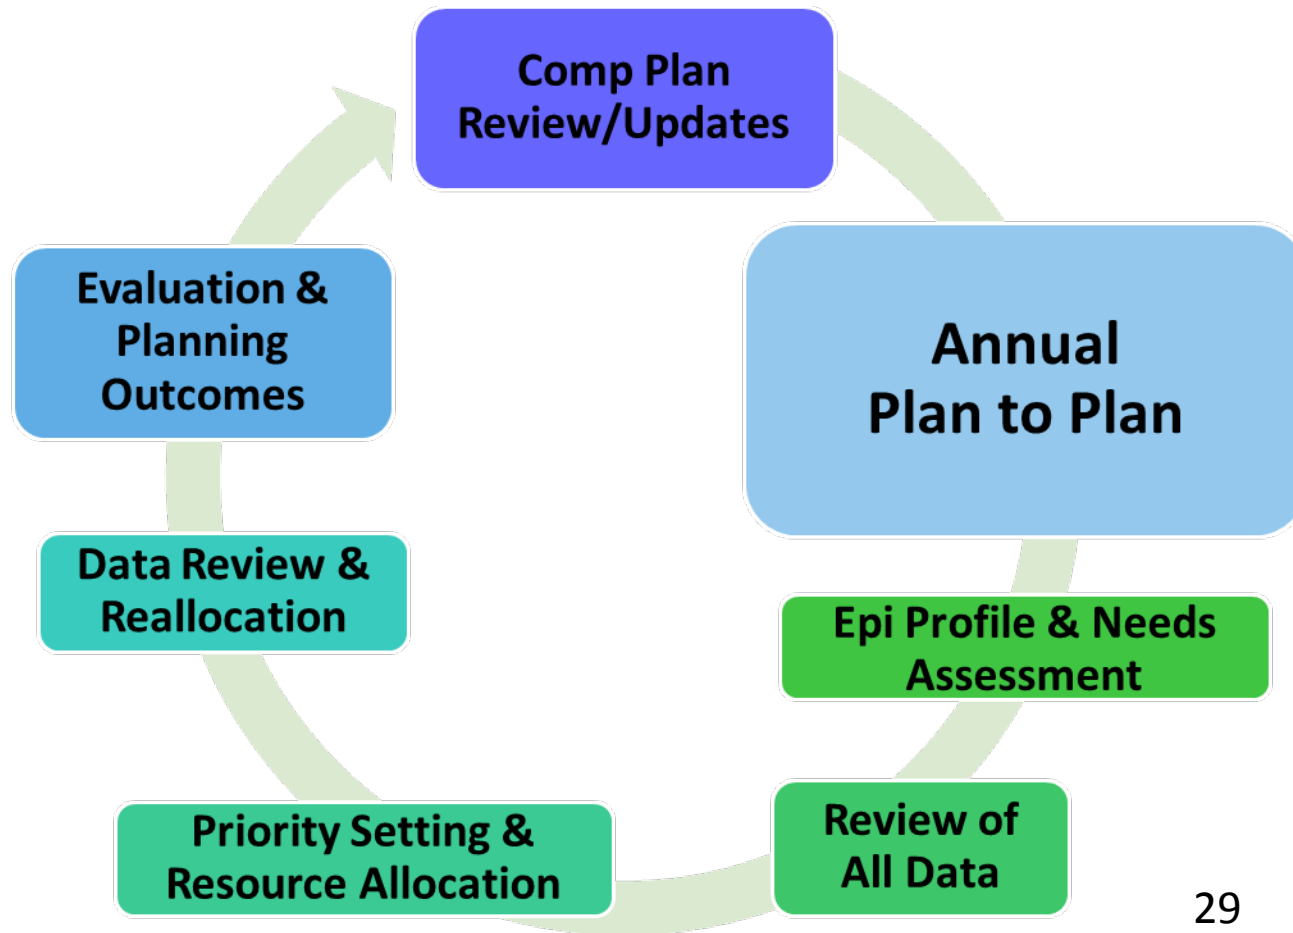 Comp Plan
Review/Updates
Annual
Plan to Plan
Epi Profile & Needs
Assessment
Review of
All Data
Priority Setting &
Resource Allocation
Data Review &
Reallocation
Evaluation &
Planning
Outcomes
29